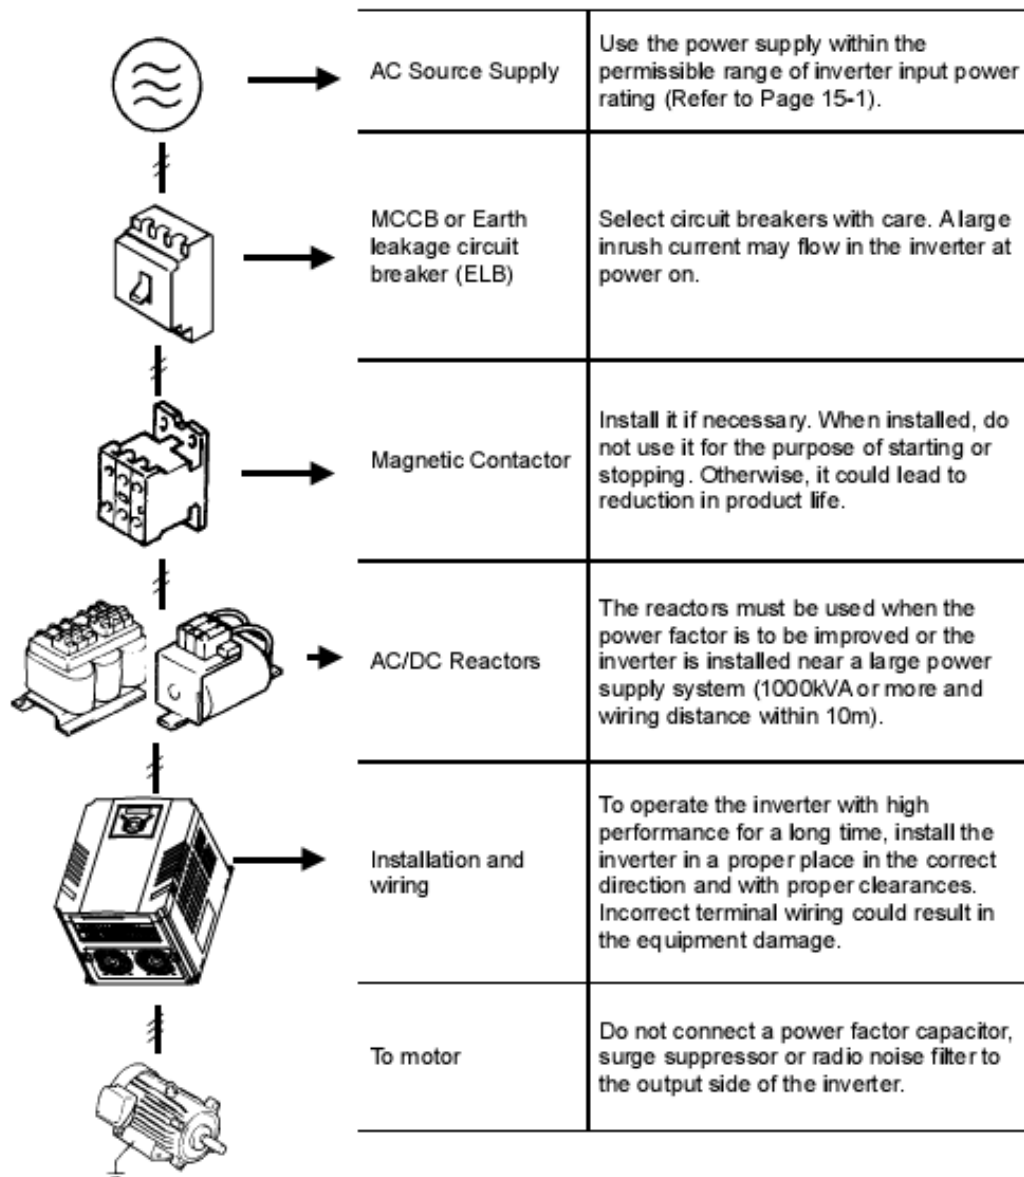 AC Source Supply
Use the power supply within the
permissible range of inverter input power
rating (Refer to Page 15-1).
MCCB or Earth
leakage circuit
breaker (ELB)
Select circuit breakers with care. A large
inrush current may flow in the inverter at
power on.
Magnetic Contactor
Install it if necessary. When installed, do
not use it for the purpose of starting or
stopping. Otherwise, it could lead to
reduction in product life.
AC/DC Reactors
The reactors must be used when the
power factor is to be improved or the
inverter is installed near a large power
supply system (1000kVA or more and
wiring distance within 10m).
Installation and
wiring
To operate the inverter with high
performance for a long time, install the
inverter in a proper place in the correct
direction and with proper clearances.
Incorrect terminal wiring could result in
the equipment damage.
To motor
Do not connect a power factor capacitor,
surge suppressor or radio noise filter to
the output side of the inverter.